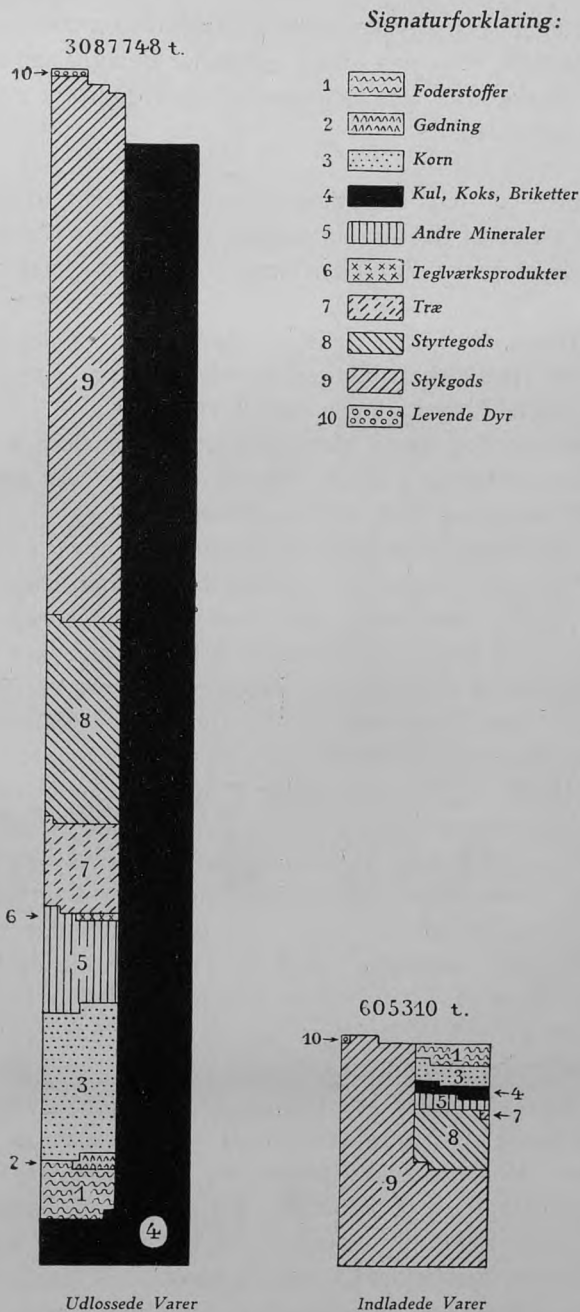 Signaturforklaring:
1 Foderstoffer
2 Gødning
3 Korn
4 Kul, Koks, Briketter
5 Andre Mineraler
6 Teglværksprodukter
7 Træ
8 Styrtegods
9 Stykgods
10 Levende Dyr
3087748 t.
10→
9
8
7
6→
5
3
2→
1
4
Udlossede Varer
605310 t.
10→
1
3
←4
5
←7
8
9
Indladede Varer